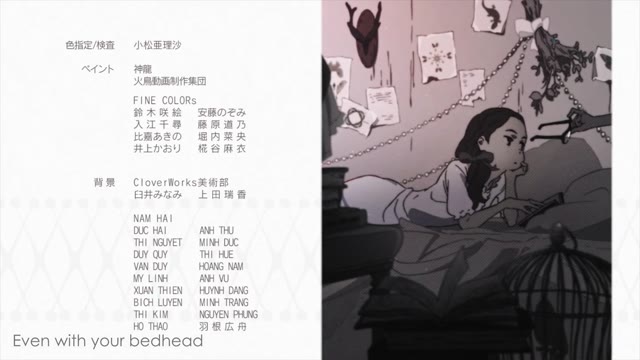 色指定/検査 小松亜理沙
ペイント 神龍
火鳥動画制作集団
FINE COLORs
鈴木咲絵 安藤のぞみ
入江千尋 藤原道乃
比嘉あきの 堀内菜央
井上かおり 糀谷麻衣
背景 CloverWorks美術部
臼井みなみ 上田瑞香
NAM HAI
DUC HAI ANH THU
THI NGUYET MINH DUC
DUY QUY THI HUE
VAN DUY HOANG NAM
MY LINH ANH VU
XUAN THIEN HUYNH DANG
BICH LUYEN MINH TRANG
THI KIM NGUYEN PHUNG
HO THAO 羽根広舟
Even with your bedhead